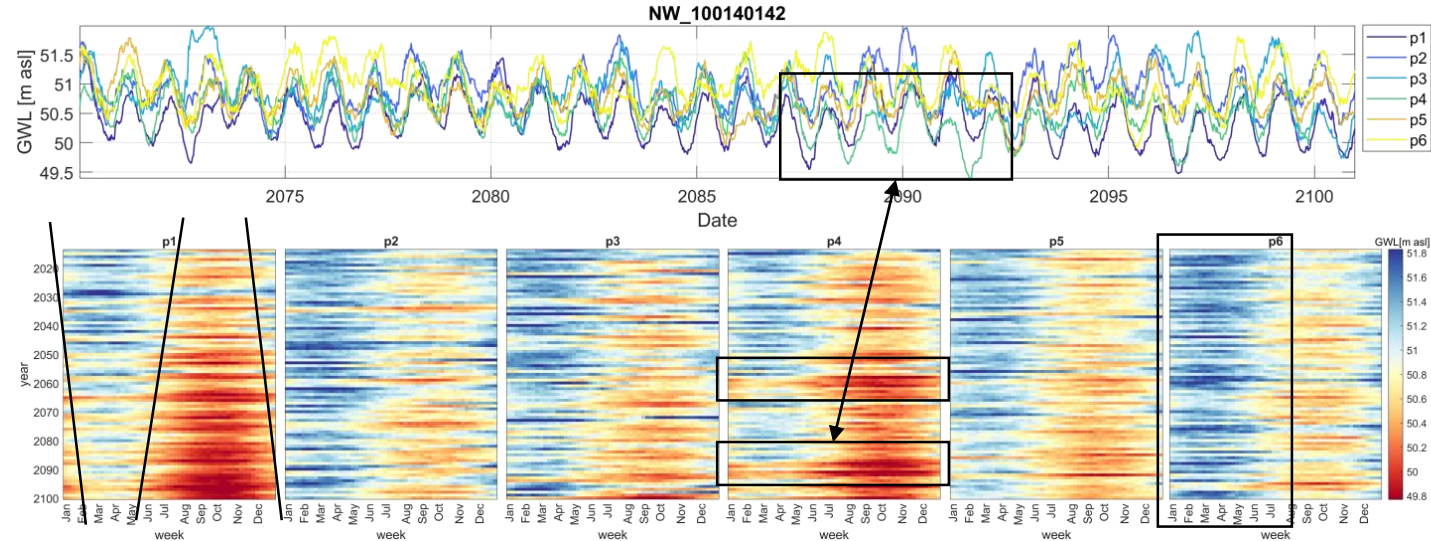 NW_100140142
GWL [m asl]
51.5
51
50.5
50
49.5
2075
2080
2085
2090
2095
2100
Date
p1
p2
p3
p4
p5
p6
p1
p2
p3
p4
p5
p6
GWL[m asl]
year
2020
2030
2040
2050
2060
2070
2080
2090
2100
Jan Feb Mar Apr May Jun Jul Aug Sep Oct Nov Dec
Jan Feb Mar Apr May Jun Jul Aug Sep Oct Nov Dec
Jan Feb Mar Apr May Jun Jul Aug Sep Oct Nov Dec
Jan Feb Mar Apr May Jun Jul Aug Sep Oct Nov Dec
Jan Feb Mar Apr May Jun Jul Aug Sep Oct Nov Dec
Jan Feb Mar Apr May Jun Jul Aug Sep Oct Nov Dec
week
week
week
week
week
week
51.8
51.6
51.4
51.2
51
50.8
50.6
50.4
50.2
50
49.8